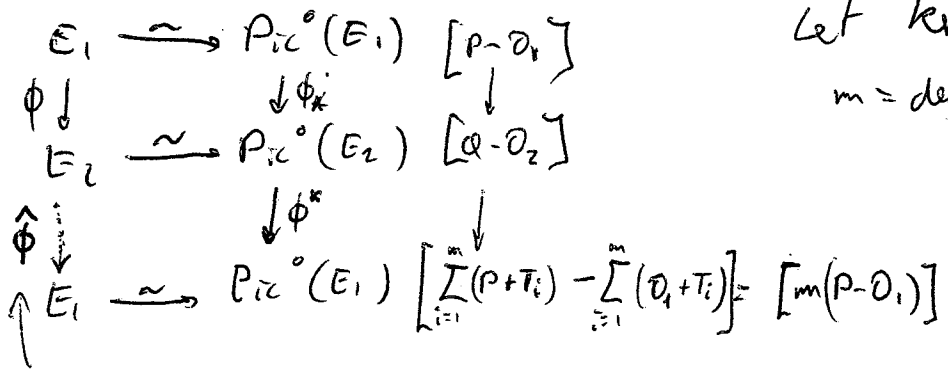 Let
E₁ ⟶~ Pic°(E₁) [P-O₁]
m = de
ϕ ↓ ↓ ϕ_* ↓
E₂ ⟶~ Pic°(E₂) [Q-O₂]
ϕ̂ ↓ ↓ ϕ* ↓
↑ E₁ ⟶~ Pic°(E₁) [∑_{i=1}^{m}(P+T_i) - ∑_{i=1}^{m}(O₁+T_i)] = [m(P-O₁)]